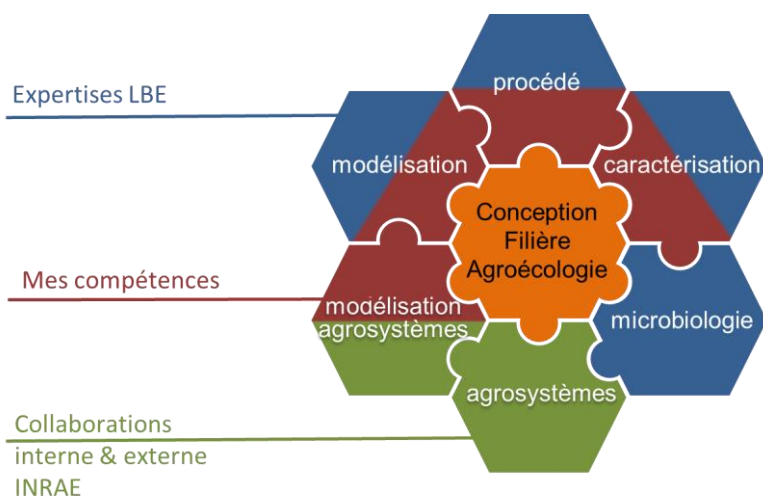 Expertises LBE
procédé
modélisation
caractérisation
Conception
Filière
Agroécologie
Mes compétences
modélisation
agrosystèmes
microbiologie
agrosystèmes
Collaborations
interne & externe
INRAE